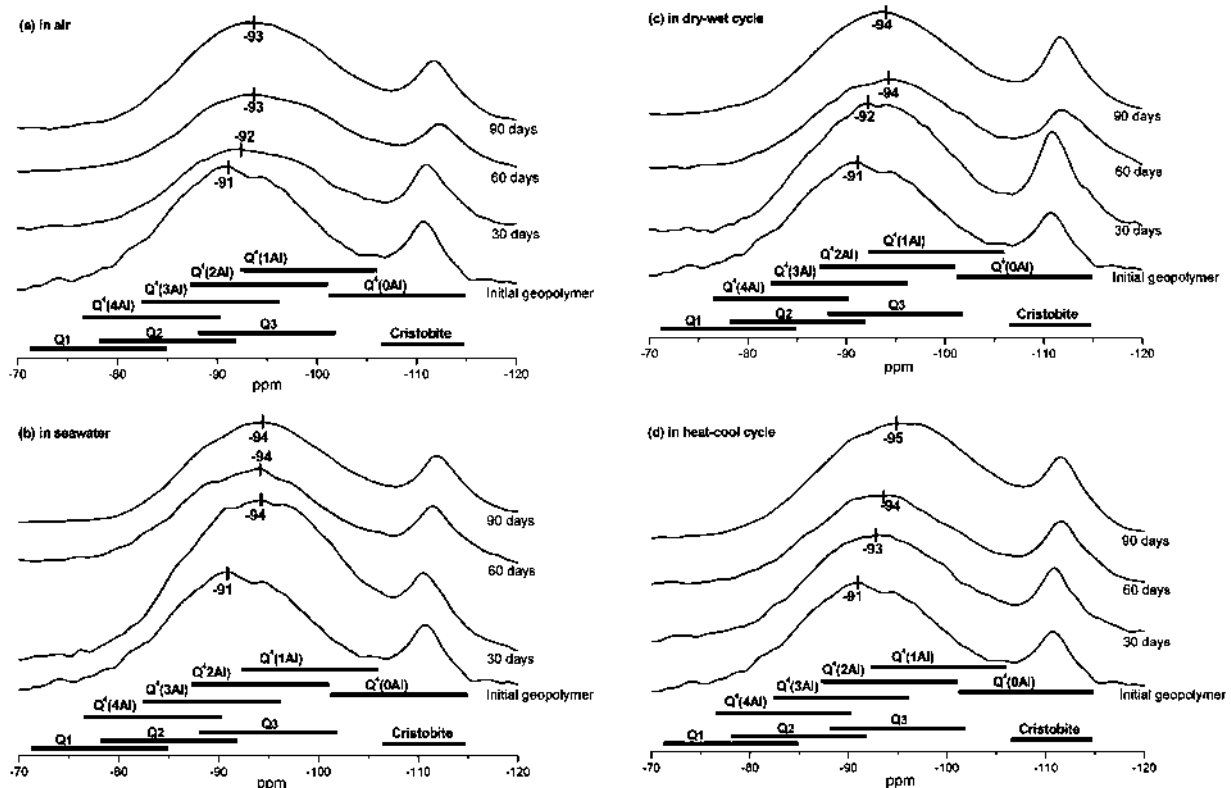 (a) in air
-93
90 days
-93
60 days
-92
30 days
-91
Initial geopolymer
Q4(1Al)
Q4(2Al)
Q4(0Al)
Q4(3Al)
Q4(4Al)
Q3
Q2
Q1
Cristobite
-70 -80 -90 -100 -110 -120
ppm
(b) in seawater
-94
90 days
-94
60 days
-94
30 days
-91
Initial geopolymer
Q4(1Al)
Q42Al)
Q4(0Al)
Q4(3Al)
Q4(4Al)
Q3
Q2
Q1
Cristobite
-70 -80 -90 -100 -110 -120
ppm
(c) in dry-wet cycle
-94
90 days
-94
60 days
-92
30 days
-91
Initial geopolymer
Q4(1Al)
Q42Al)
Q4(0Al)
Q4(3Al)
Q4(4Al)
Q3
Q2
Q1
Cristobite
-70 -80 -90 -100 -110 -120
ppm
(d) in heat-cool cycle
-95
90 days
-94
60 days
-93
30 days
-91
Initial geopolymer
Q4(1Al)
Q4(2Al)
Q4(0Al)
Q4(3Al)
Q4(4Al)
Q3
Q2
Q1
Cristobite
-70 -80 -90 -100 -110 -120
ppm